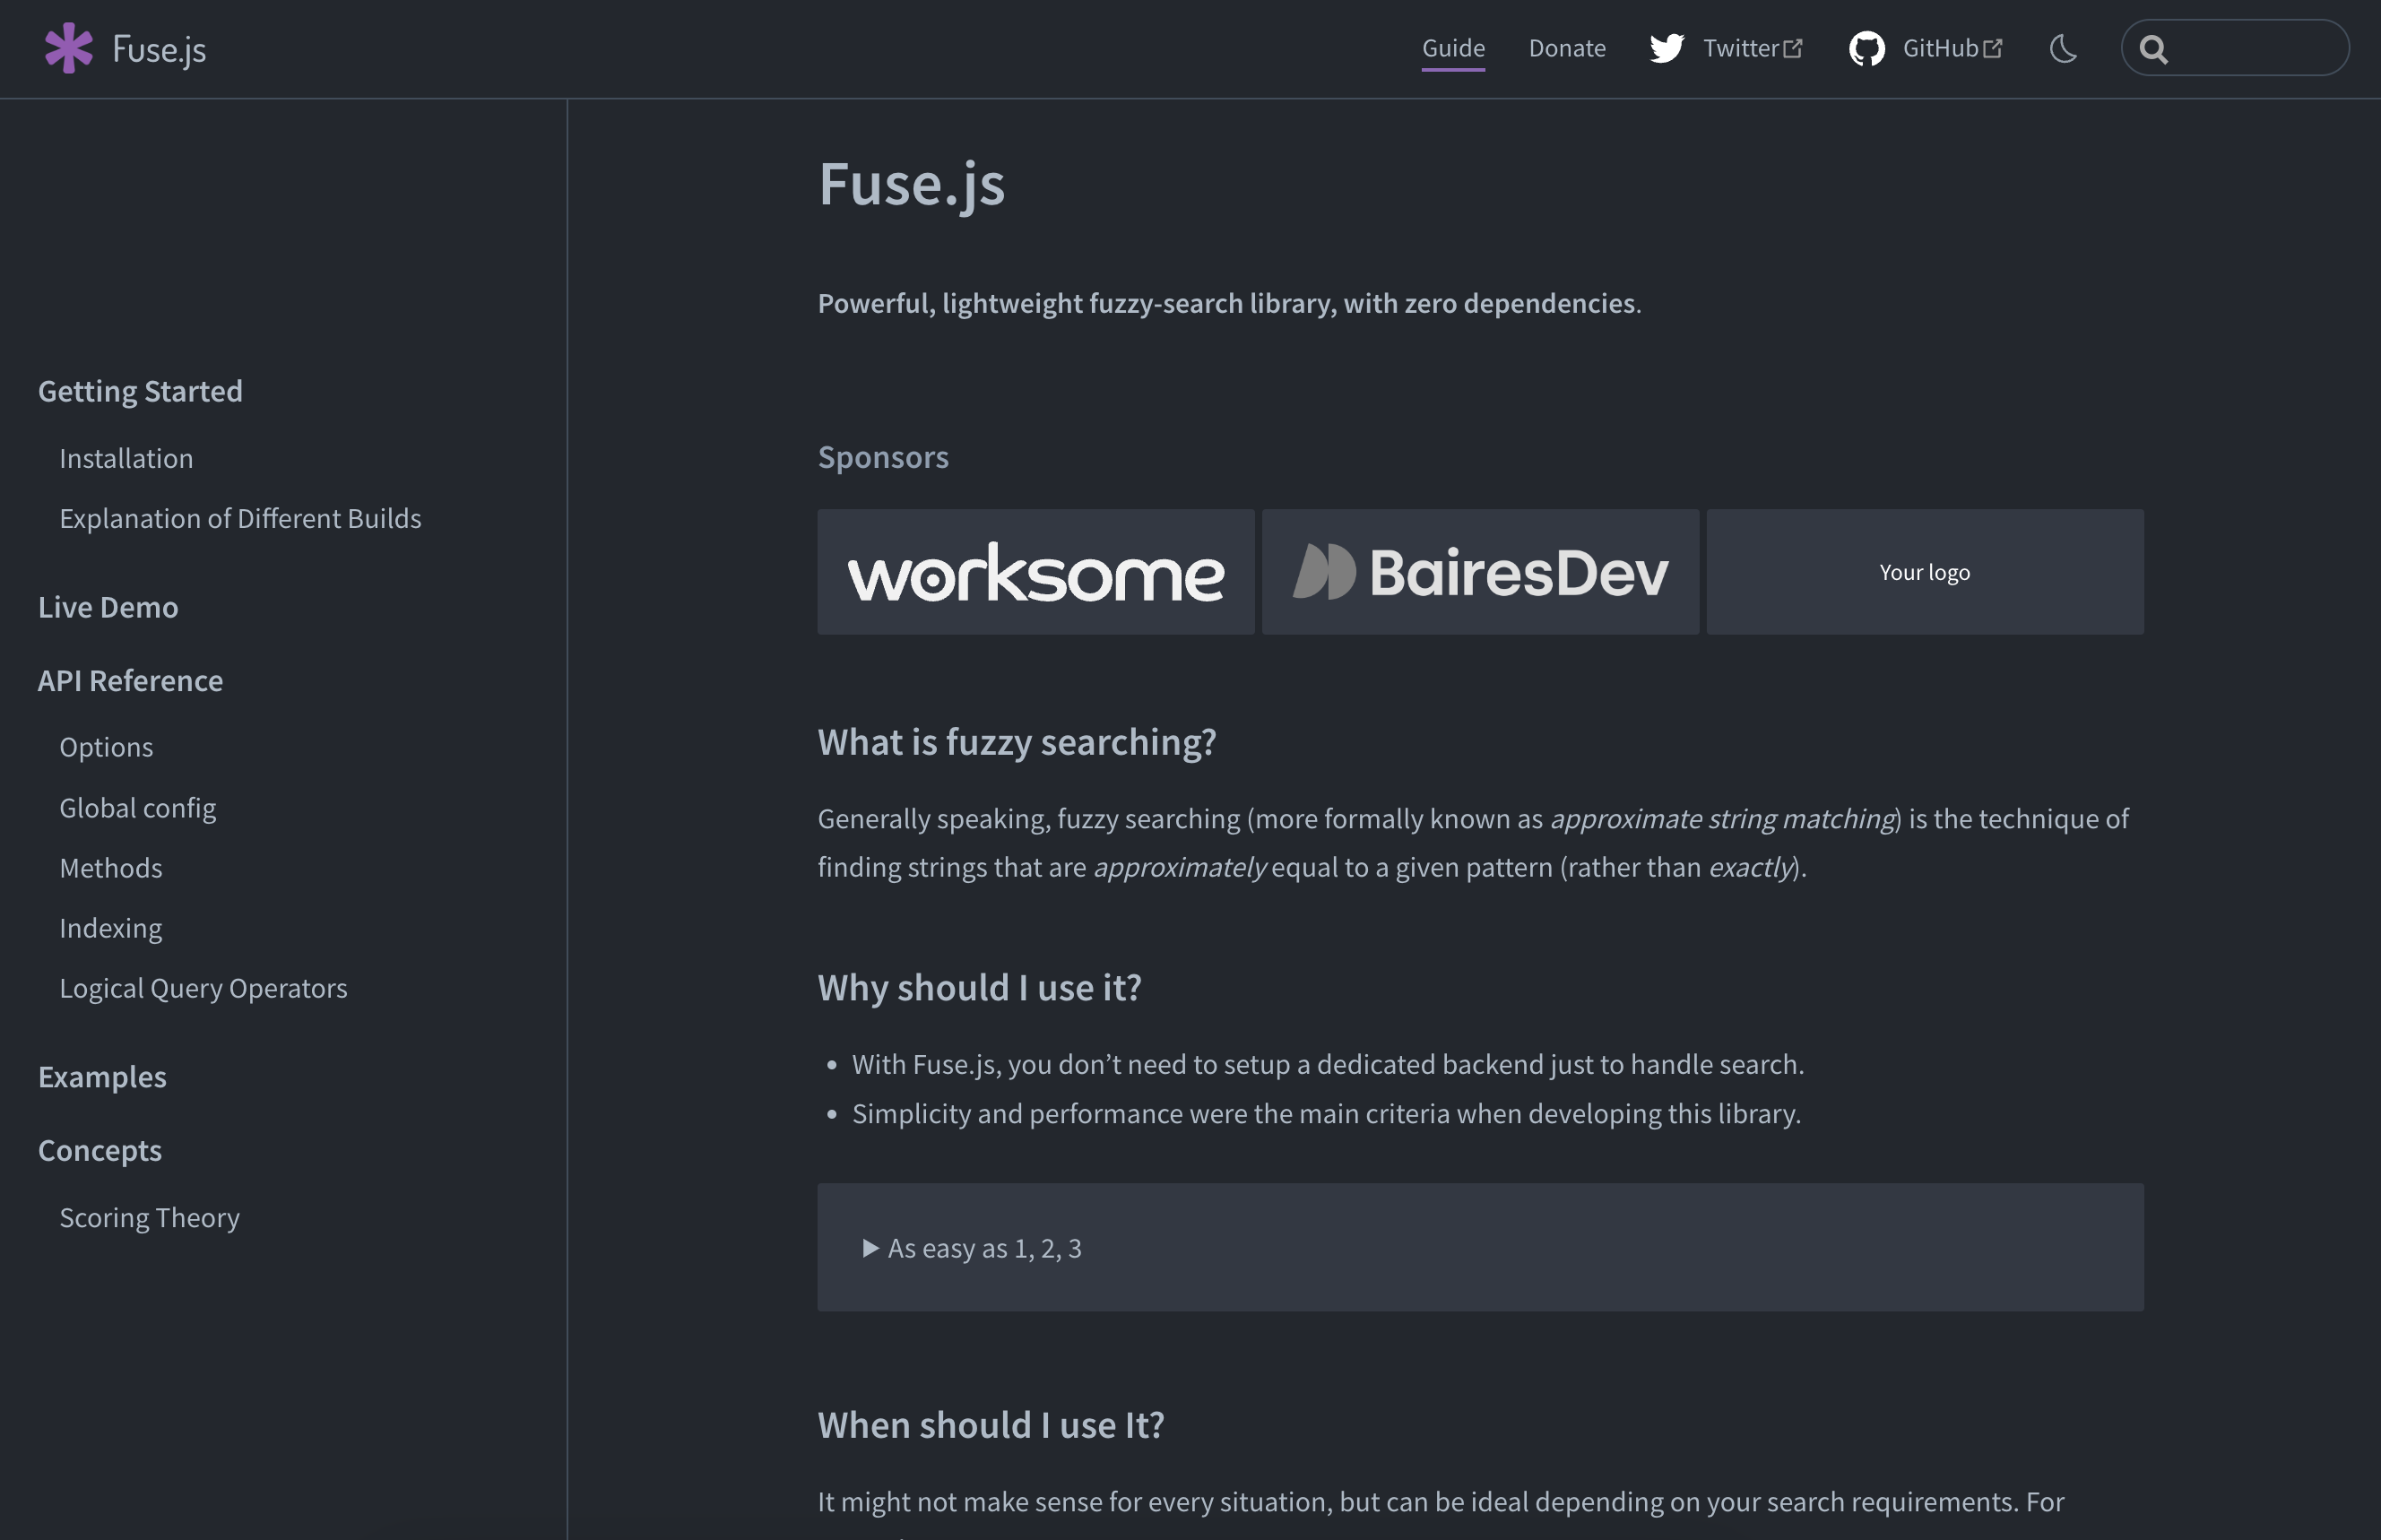 Fuse.js
Guide
Donate
Twitter
GitHub
Getting Started
Installation
Explanation of Different Builds
Live Demo
API Reference
Options
Global config
Methods
Indexing
Logical Query Operators
Examples
Concepts
Scoring Theory
Fuse.js
Powerful, lightweight fuzzy-search library, with zero dependencies.
Sponsors
worksome
BairesDev
Your logo
What is fuzzy searching?
Generally speaking, fuzzy searching (more formally known as approximate string matching) is the technique of
finding strings that are approximately equal to a given pattern (rather than exactly).
Why should I use it?
• With Fuse.js, you don’t need to setup a dedicated backend just to handle search.
• Simplicity and performance were the main criteria when developing this library.
▶ As easy as 1, 2, 3
When should I use It?
It might not make sense for every situation, but can be ideal depending on your search requirements. For